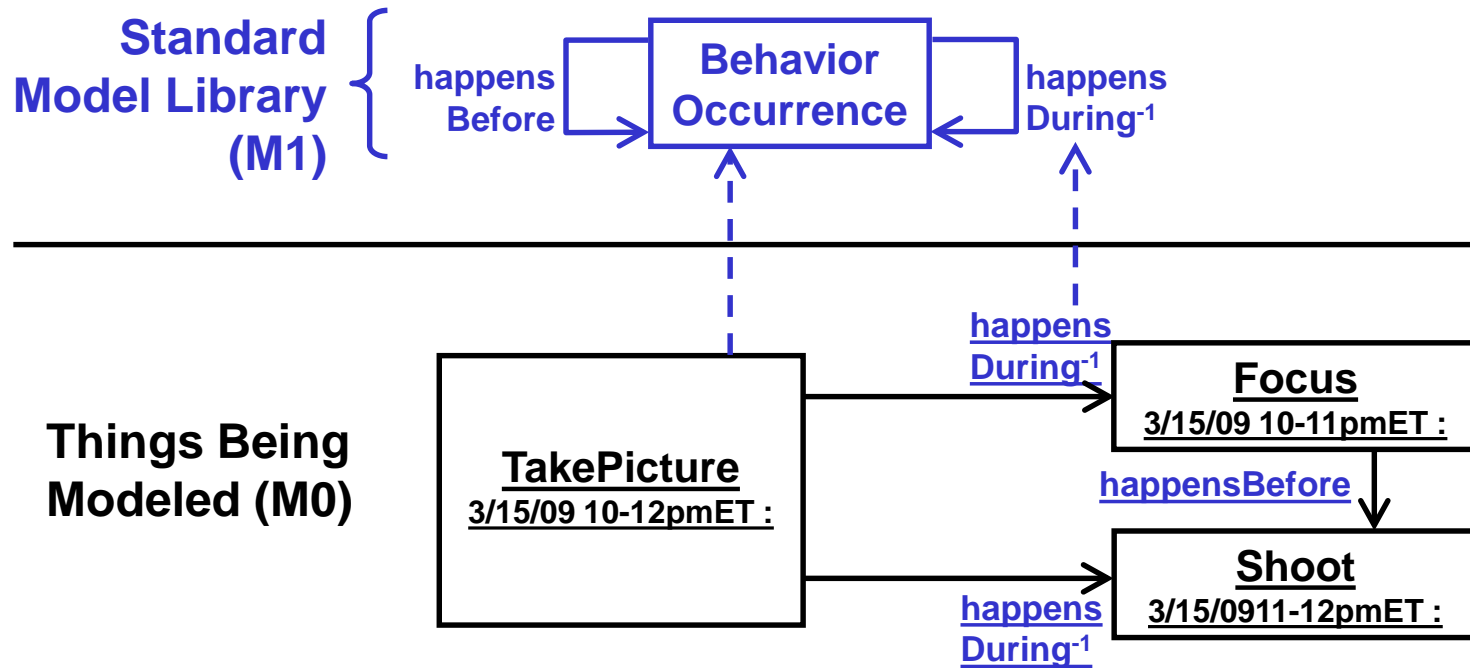 Standard
Model Library
(M1)
happens
Before
Behavior
Occurrence
happens
During-1
Things Being
Modeled (M0)
TakePicture
3/15/09 10-12pmET :
happens
During-1
Focus
3/15/09 10-11pmET :
happensBefore
Shoot
3/15/0911-12pmET :
happens
During-1